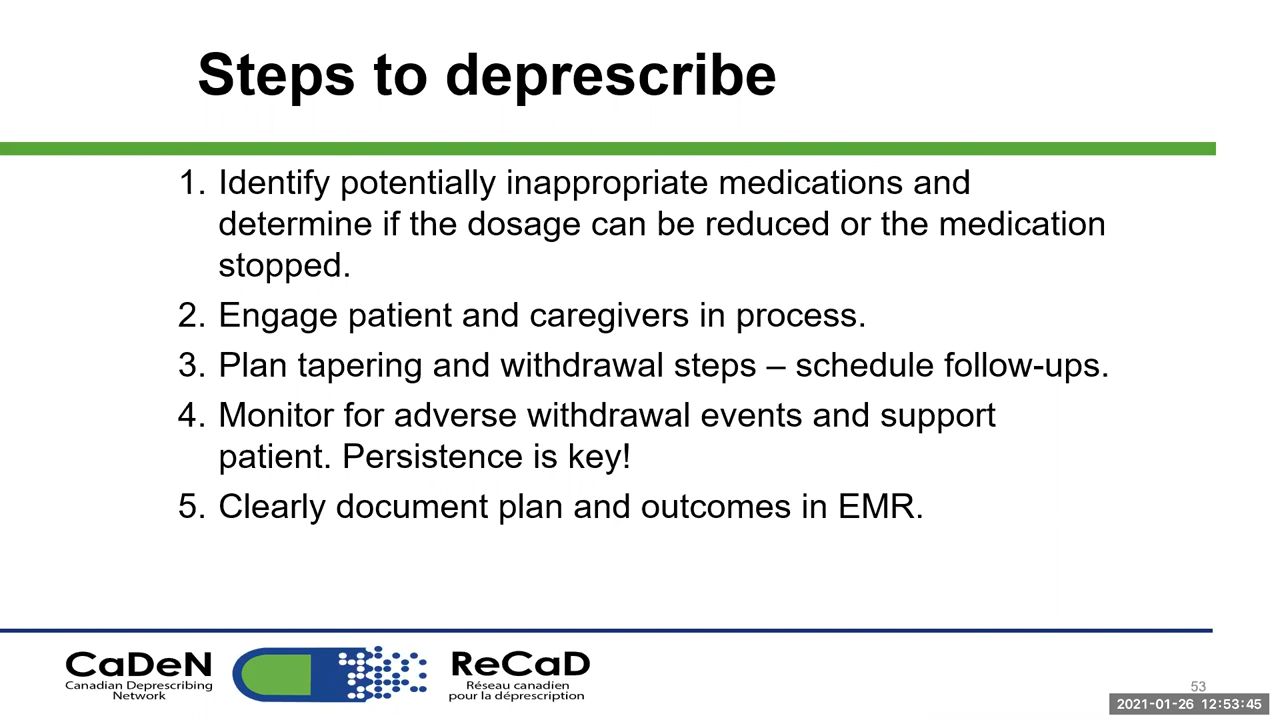 Steps to deprescribe
1. Identify potentially inappropriate medications and
determine if the dosage can be reduced or the medication
stopped.
2. Engage patient and caregivers in process.
3. Plan tapering and withdrawal steps – schedule follow-ups.
4. Monitor for adverse withdrawal events and support
patient. Persistence is key!
5. Clearly document plan and outcomes in EMR.
CaDeN
Canadian Deprescribing
Network
ReCaD
Réseau canadien
pour la déprescription
53
2021-01-26 12:53:45